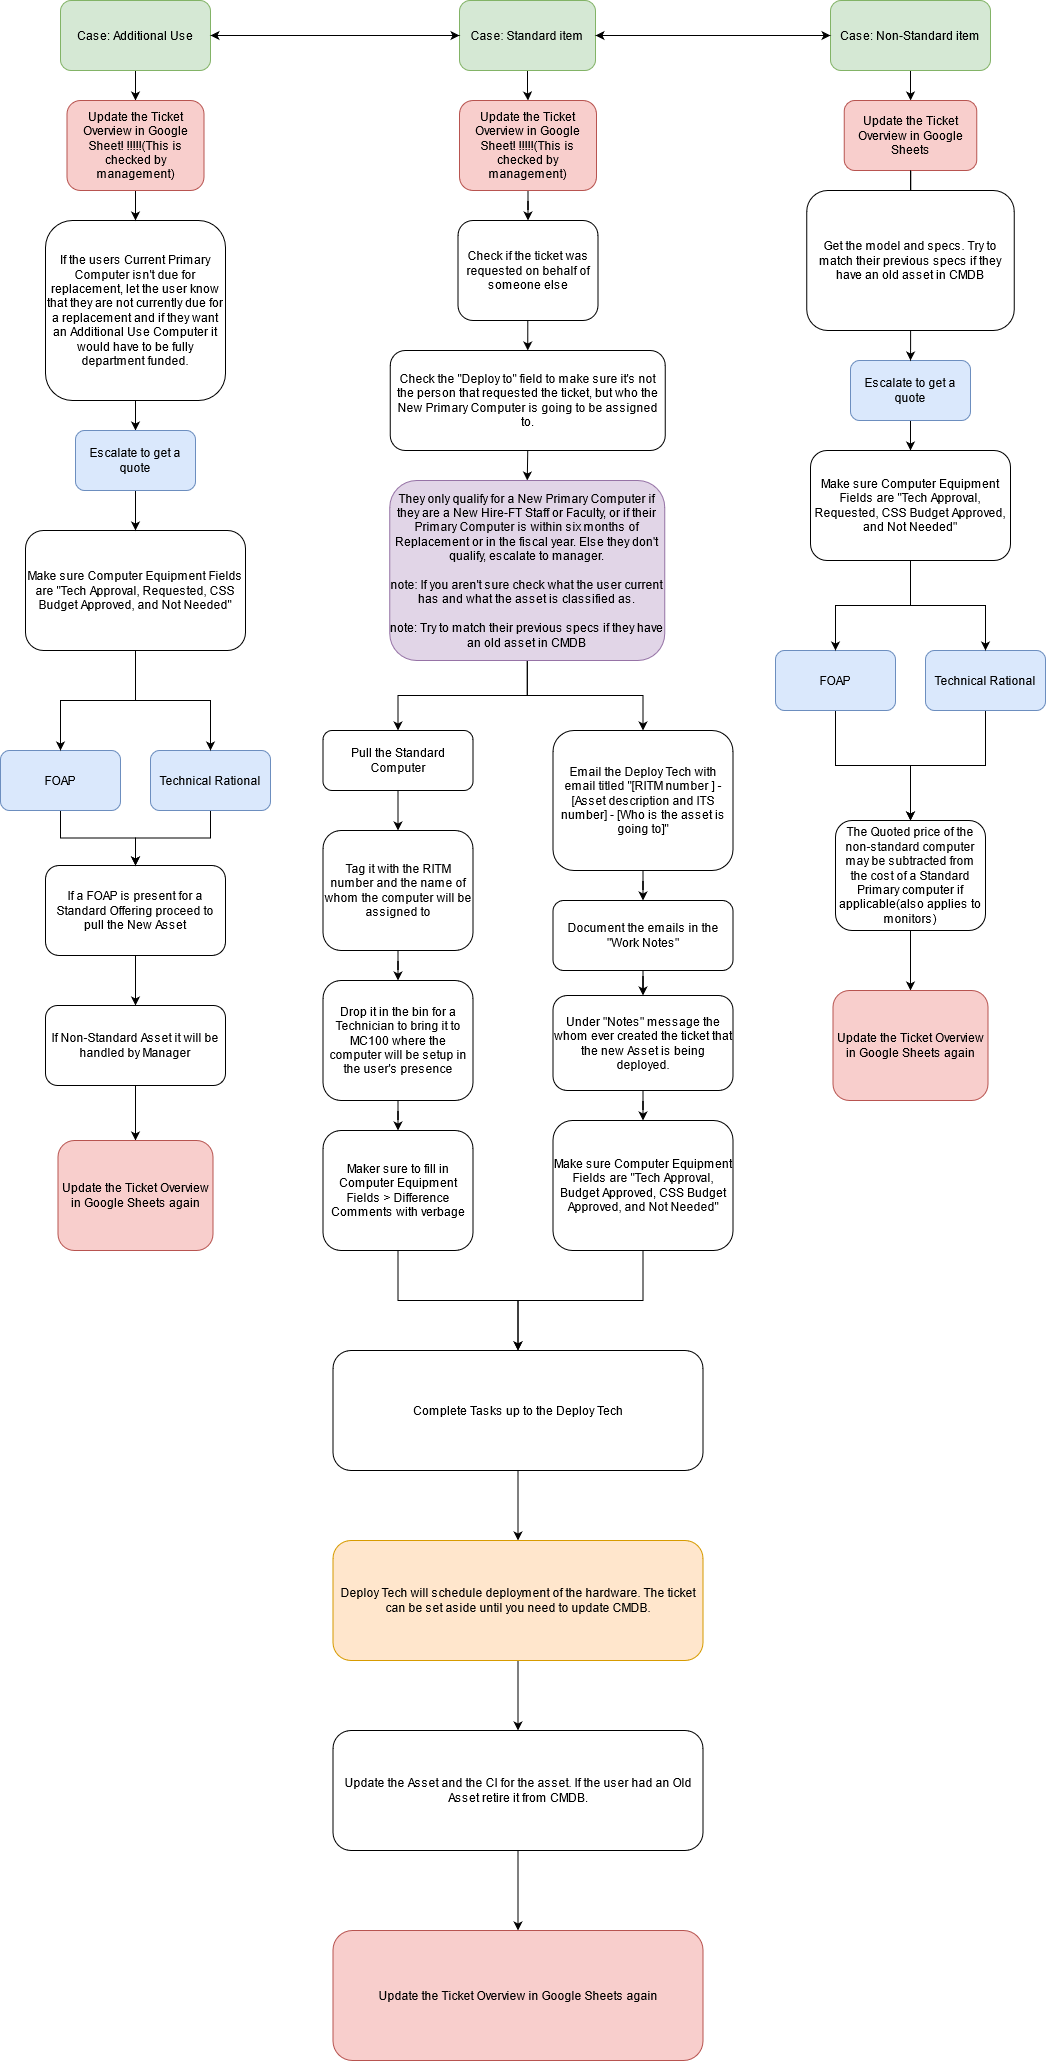 Case: Additional Use
Case: Standard item
Case: Non-Standard item
Update the Ticket
Overview in Google
Sheet! !!!!!(This is
checked by
management)
Update the Ticket
Overview in Google
Sheet! !!!!!(This is
checked by
management)
Update the Ticket
Overview in Google
Sheets
If the users Current Primary
Computer isn't due for
replacement, let the user know
that they are not currently due for
a replacement and if they want
an Additional Use Computer it
would have to be fully
department funded.
Check if the ticket was
requested on behalf of
someone else
Get the model and specs. Try to
match their previous specs if they
have an old asset in CMDB
Check the "Deploy to" field to make sure it's not
the person that requested the ticket, but who the
New Primary Computer is going to be assigned
to.
Escalate to get a
quote
Escalate to get a
quote
They only qualify for a New Primary Computer if
they are a New Hire-FT Staff or Faculty, or if their
Primary Computer is within six months of
Replacement or in the fiscal year. Else they don't
qualify, escalate to manager.
note: If you aren't sure check what the user current
has and what the asset is classified as.
note: Try to match their previous specs if they have
an old asset in CMDB
Make sure Computer Equipment
Fields are "Tech Approval,
Requested, CSS Budget Approved,
and Not Needed"
Make sure Computer Equipment Fields
are "Tech Approval, Requested, CSS
Budget Approved, and Not Needed"
FOAP
Technical Rational
FOAP
Technical Rational
Pull the Standard
Computer
Email the Deploy Tech with
email titled "[RITM number ] -
[Asset description and ITS
number] - [Who is the asset is
going to]"
If a FOAP is present for a
Standard Offering proceed to
pull the New Asset
Tag it with the RITM
number and the name of
whom the computer will be
assigned to
The Quoted price of the
non-standard computer
may be subtracted from
the cost of a Standard
Primary computer if
applicable(also applies to
monitors)
Document the emails in the
"Work Notes"
If Non-Standard Asset it will be
handled by Manager
Drop it in the bin for a
Technician to bring it to
MC100 where the
computer will be setup in
the user's presence
Under "Notes" message the
whom ever created the ticket that
the new Asset is being
deployed.
Update the Ticket Overview
in Google Sheets again
Update the Ticket Overview
in Google Sheets again
Maker sure to fill in
Computer Equipment
Fields > Difference
Comments with verbage
Make sure Computer Equipment
Fields are "Tech Approval,
Budget Approved, CSS Budget
Approved, and Not Needed"
Complete Tasks up to the Deploy Tech
Deploy Tech will schedule deployment of the hardware. The ticket
can be set aside until you need to update CMDB.
Update the Asset and the CI for the asset. If the user had an Old
Asset retire it from CMDB.
Update the Ticket Overview in Google Sheets again